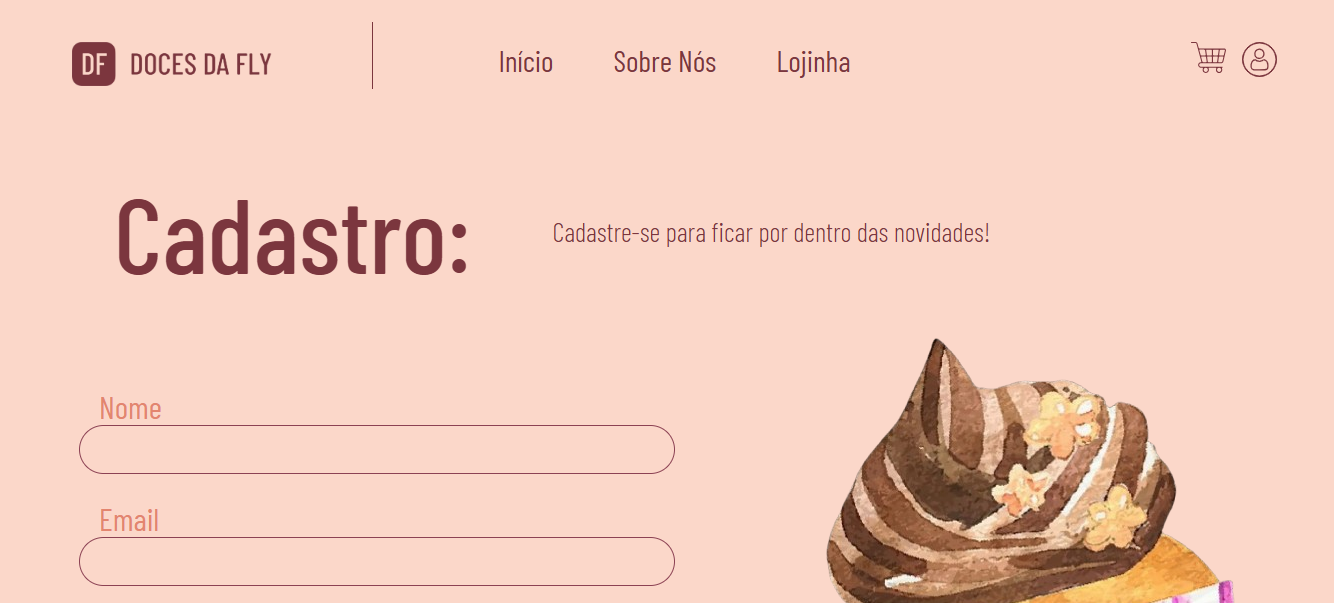 DF DOCES DA FLY
Início Sobre Nós Lojinha
Cadastro:
Cadastre-se para ficar por dentro das novidades!
Nome
Email